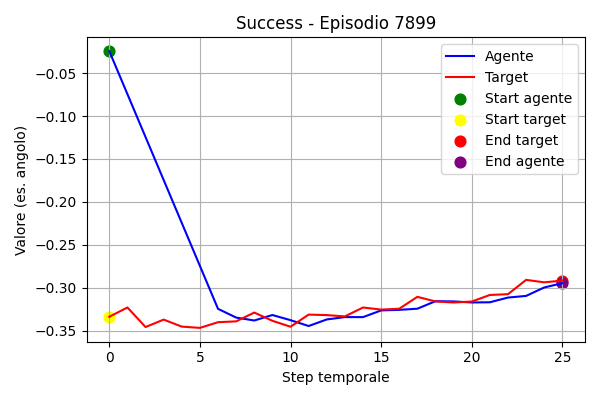 Success - Episodio 7899
Agente
Target
Start agente
Start target
End target
End agente
Valore (es. angolo)
−0.05
−0.10
−0.15
−0.20
−0.25
−0.30
−0.35
0
5
10
15
20
25
Step temporale